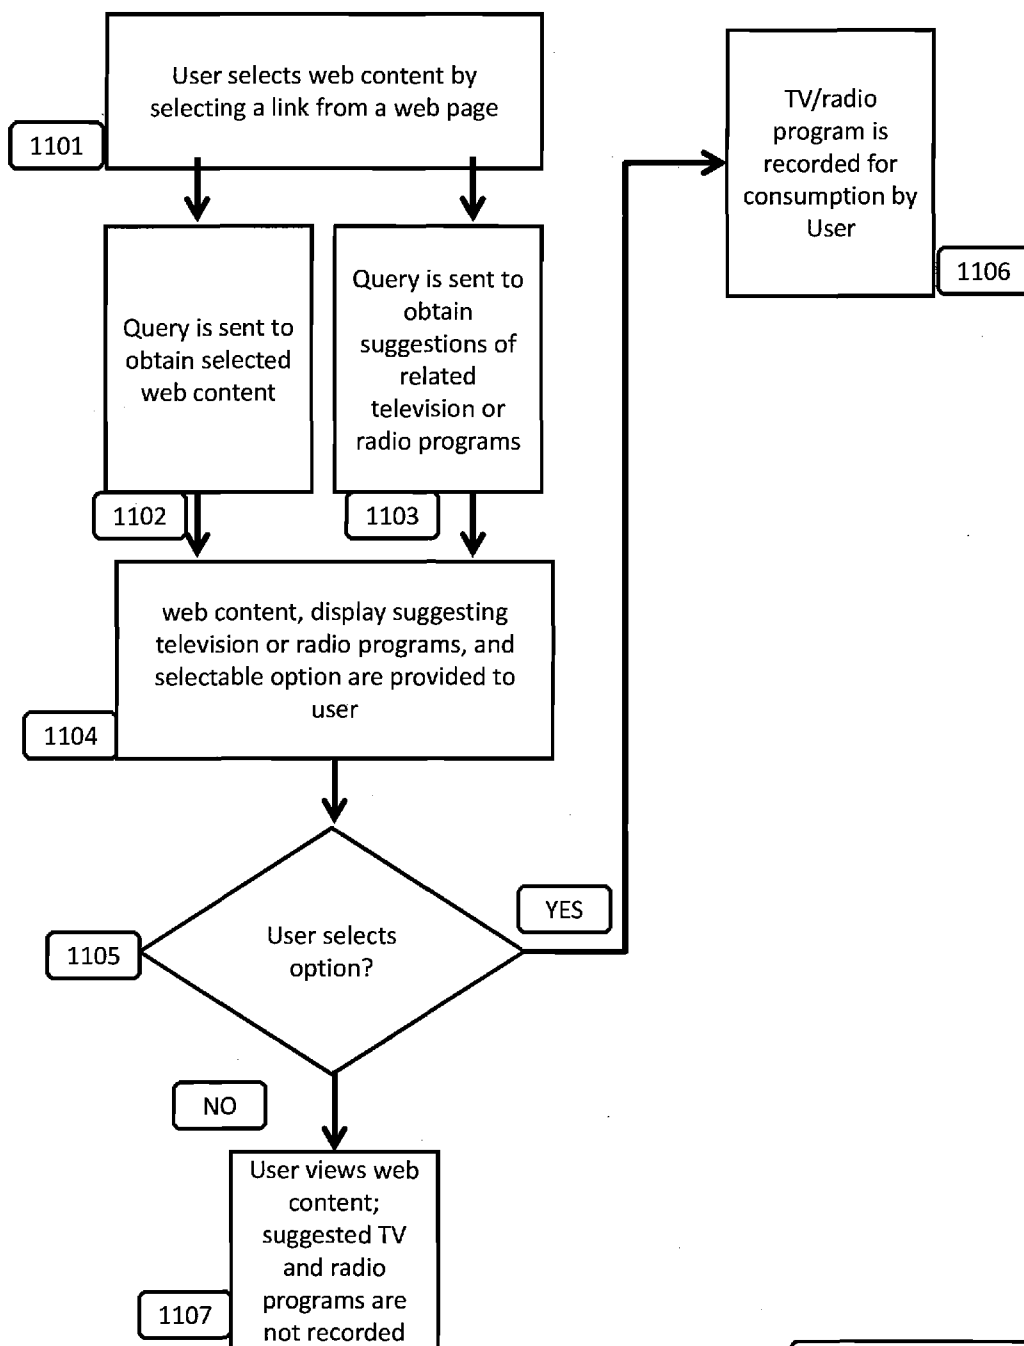 User selects web content by
selecting a link from a web page
1101
TV/radio
program is
recorded for
consumption by
User
1106
Query is sent to
obtain selected
web content
1102
Query is sent to
obtain
suggestions of
related
television or
radio programs
1103
web content, display suggesting
television or radio programs, and
selectable option are provided to
user
1104
User selects
option?
1105
YES
NO
User views web
content;
suggested TV
and radio
programs are
not recorded
1107